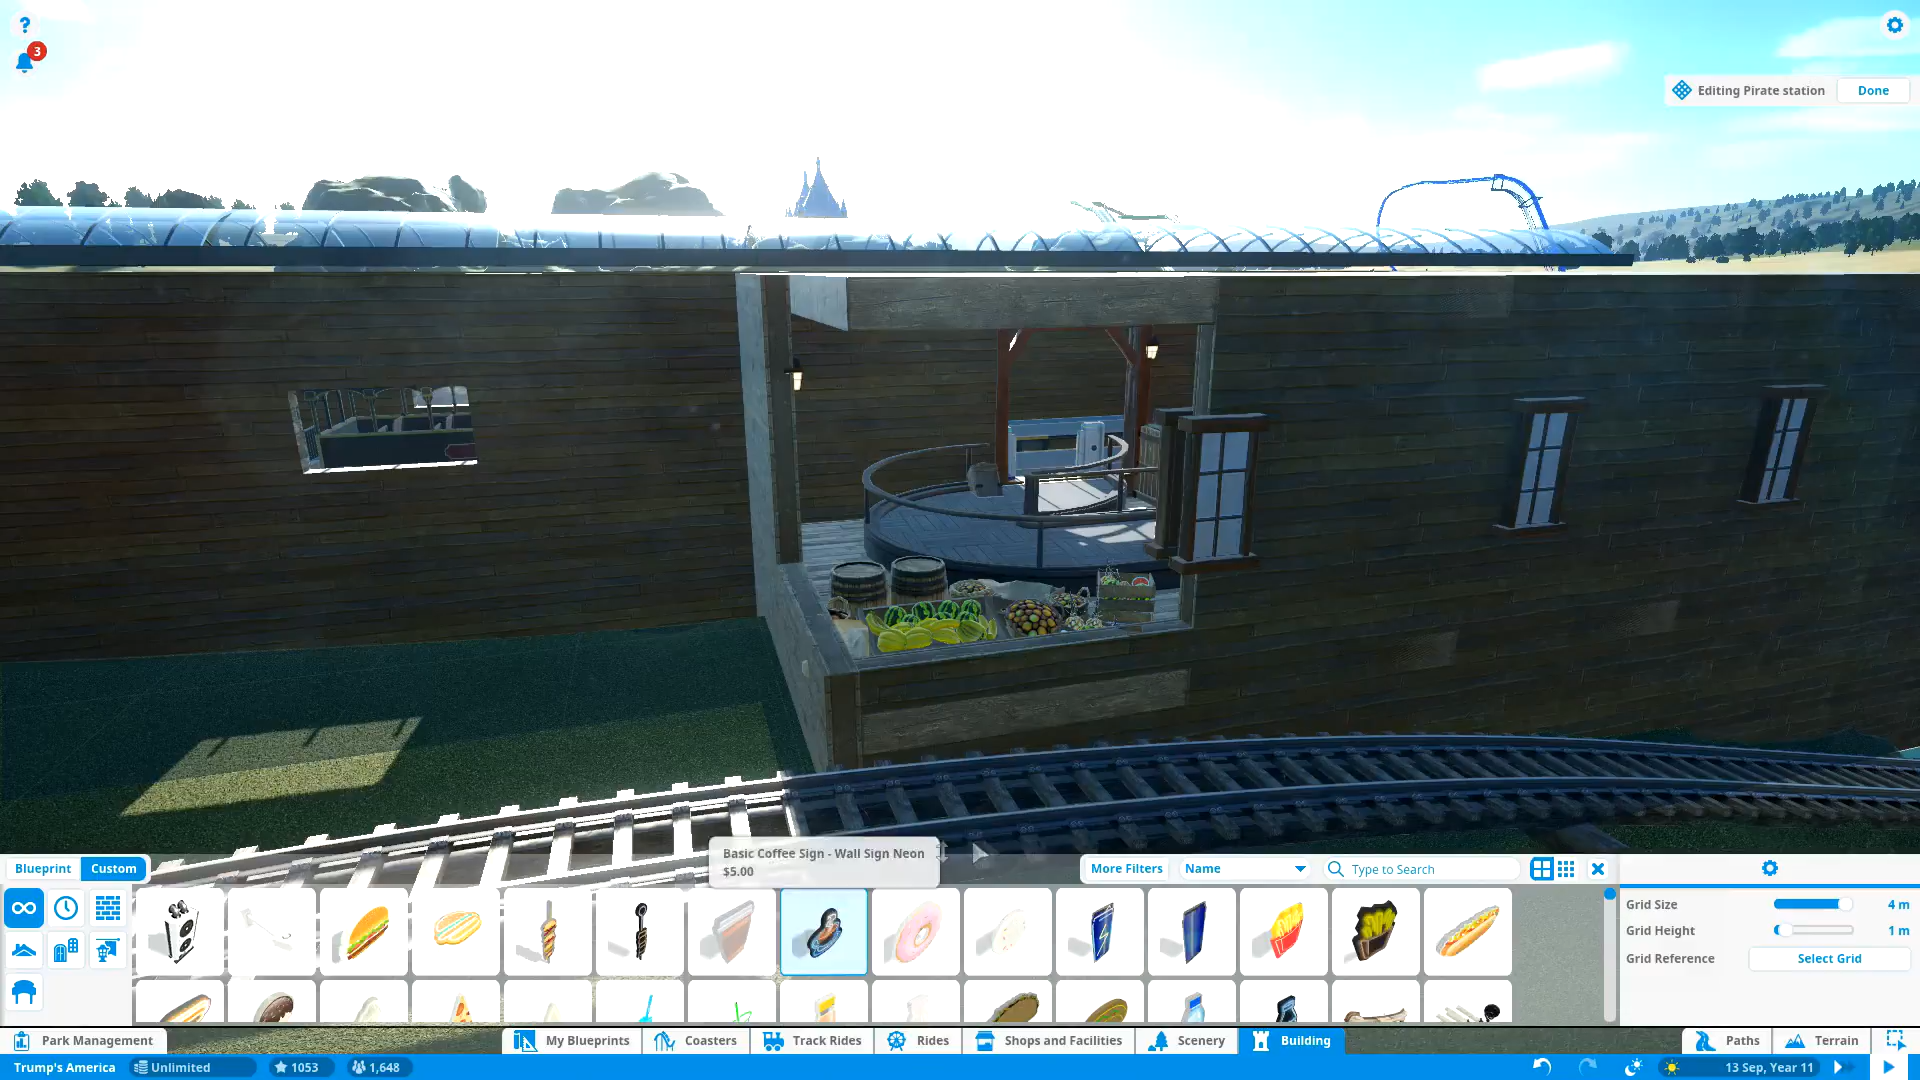 ?
3
Editing Pirate station
Done
Basic Coffee Sign - Wall Sign Neon
$5.00
Blueprint
Custom
More Filters
Name
Type to Search
Grid Size
4 m
Grid Height
1 m
Grid Reference
Select Grid
Park Management
My Blueprints
Coasters
Track Rides
Rides
Shops and Facilities
Scenery
Building
Paths
Terrain
Trump's America
Unlimited
1053
1,648
13 Sep, Year 11